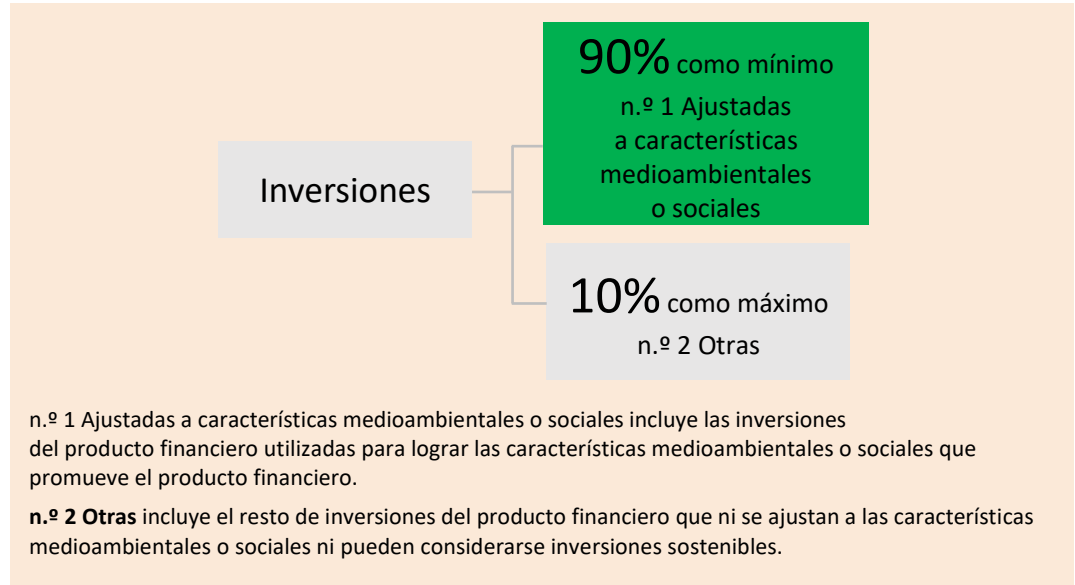 Inversiones
90% como mínimo
n.º 1 Ajustadas
a características
medioambientales
o sociales
10% como máximo
n.º 2 Otras
n.º 1 Ajustadas a características medioambientales o sociales incluye las inversiones
del producto financiero utilizadas para lograr las características medioambientales o sociales que
promueve el producto financiero.
n.º 2 Otras incluye el resto de inversiones del producto financiero que ni se ajustan a las características
medioambientales o sociales ni pueden considerarse inversiones sostenibles.